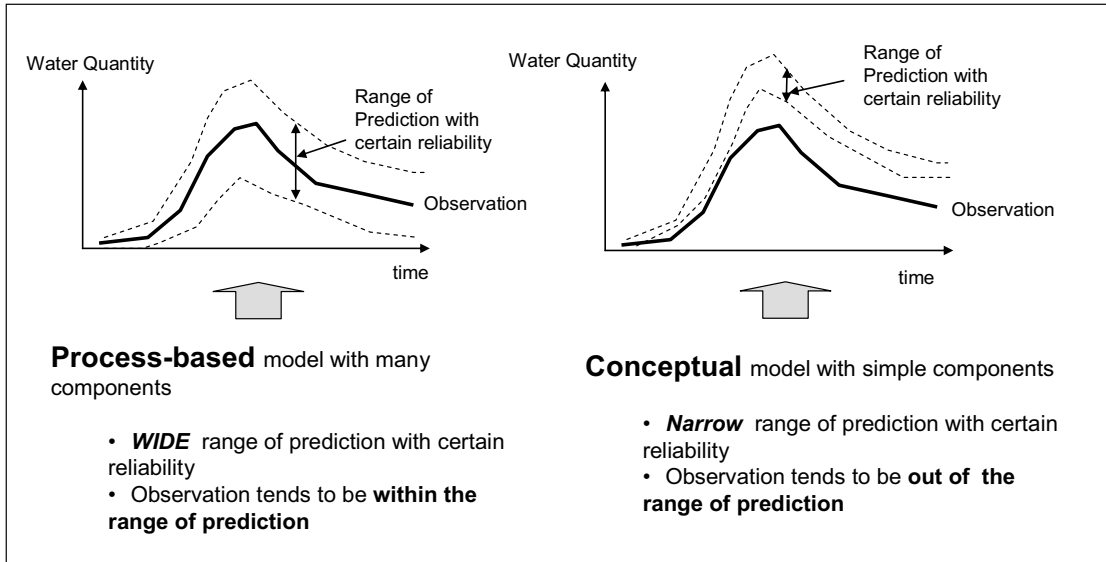 Water Quantity
Range of
Prediction with
certain reliability
Observation
time
Process-based model with many
components
• WIDE range of prediction with certain
reliability
• Observation tends to be within the
range of prediction
Water Quantity
Range of
Prediction with
certain reliability
Observation
time
Conceptual model with simple components
• Narrow range of prediction with certain
reliability
• Observation tends to be out of the
range of prediction